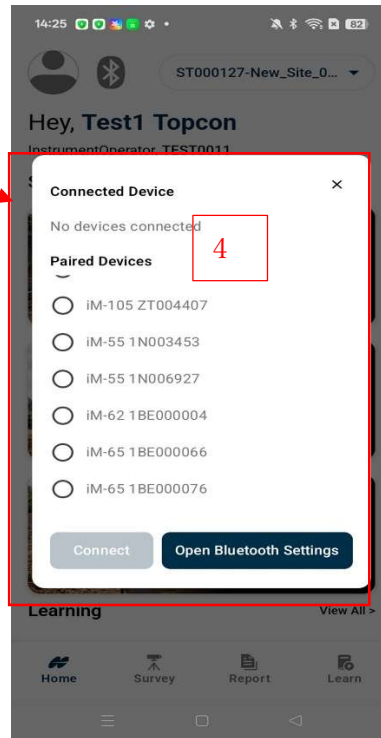 14:25 82
ST000127-New_Site_0...
Hey, Test1 Topcon
InstrumentOperator, TEST0011
Connected Device
No devices connected
4
Paired Devices
iM-105 ZT004407
iM-55 1N003453
iM-55 1N006927
iM-62 1BE000004
iM-65 1BE000066
iM-65 1BE000076
Connect Open Bluetooth Settings
Learning View All >
Home Survey Report Learn